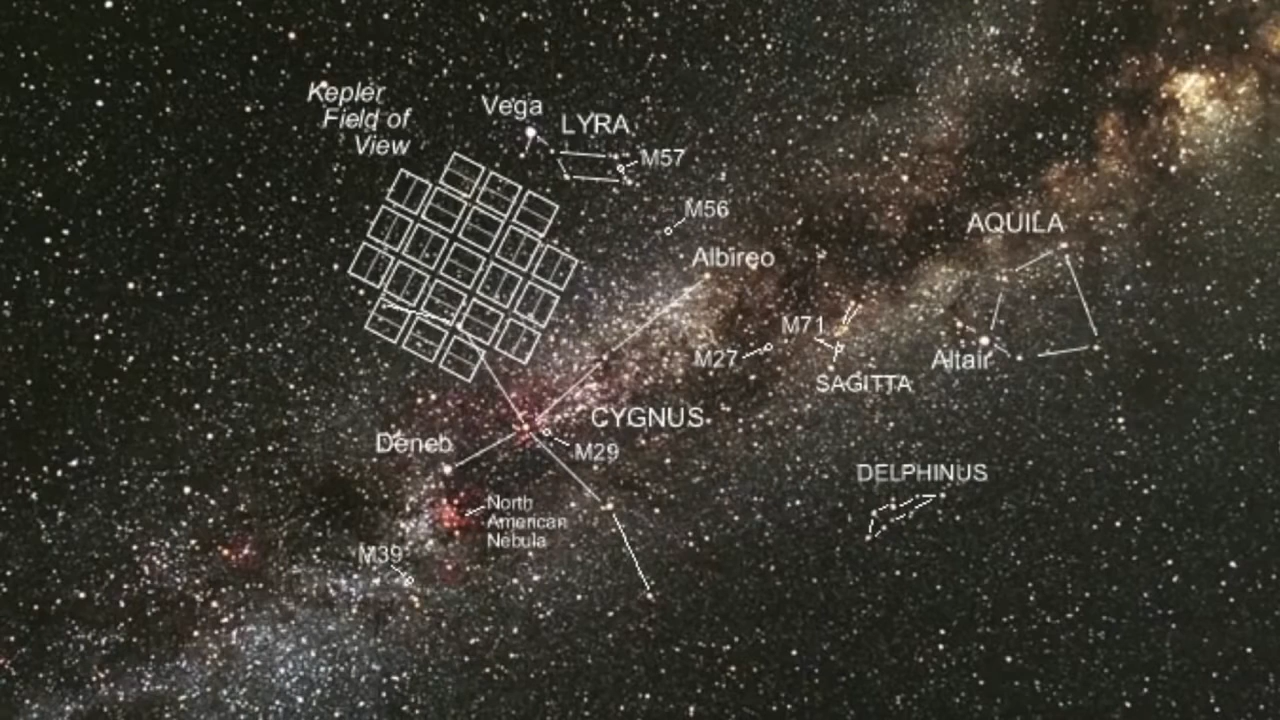 Kepler
Field of
View
Vega
LYRA
M57
M56
Albireo
AQUILA
M71
M27
Altair
SAGITTA
CYGNUS
Deneb
M29
DELPHINUS
North
American
Nebula
M39